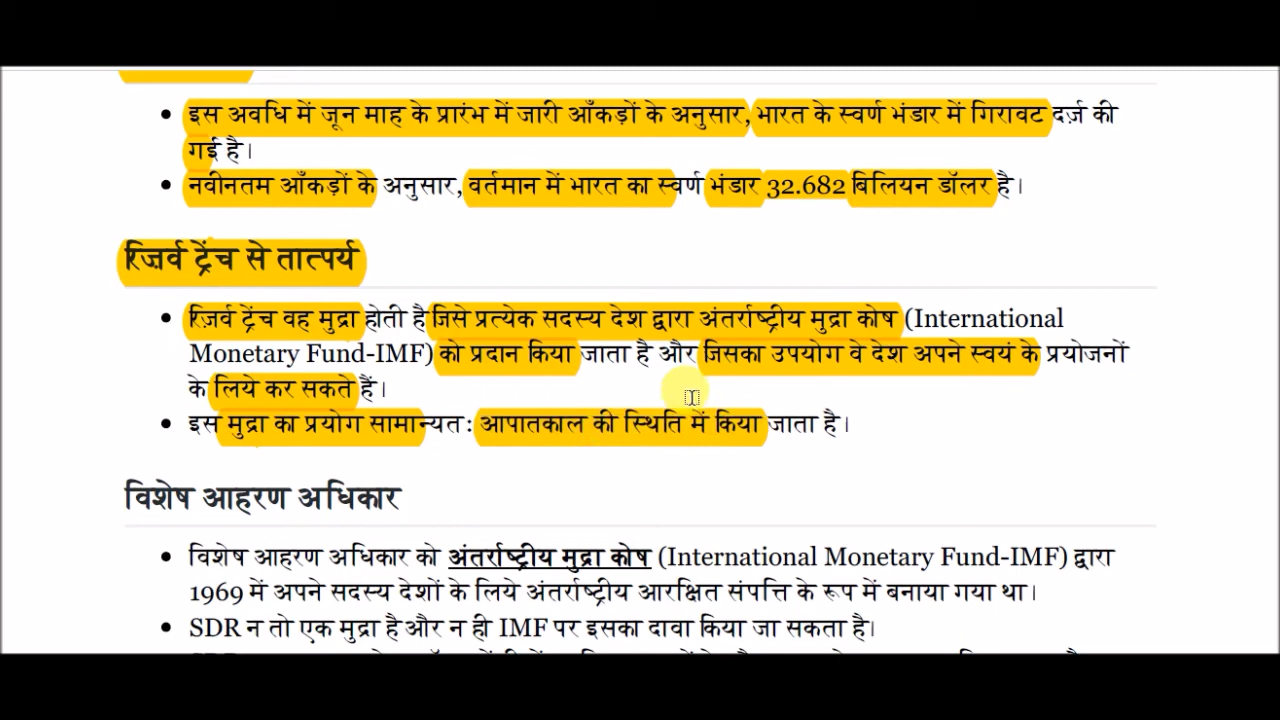 इस अवधि में जून माह के प्रारंभ में जारी आँकड़ों के अनुसार, भारत के स्वर्ण भंडार में गिरावट दर्ज़ की
गई है।
नवीनतम आँकड़ों के अनुसार, वर्तमान में भारत का स्वर्ण भंडार 32.682 बिलियन डॉलर है।
रिज़र्व ट्रेंच से तात्पर्य
रिज़र्व ट्रेंच वह मुद्रा होती है जिसे प्रत्येक सदस्य देश द्वारा अंतर्राष्ट्रीय मुद्रा कोष (International
Monetary Fund-IMF) को प्रदान किया जाता है और जिसका उपयोग वे देश अपने स्वयं के प्रयोजनों
के लिये कर सकते हैं।
इस मुद्रा का प्रयोग सामान्यतः आपातकाल की स्थिति में किया जाता है।
विशेष आहरण अधिकार
विशेष आहरण अधिकार को अंतर्राष्ट्रीय मुद्रा कोष (International Monetary Fund-IMF) द्वारा
1969 में अपने सदस्य देशों के लिये अंतर्राष्ट्रीय आरक्षित संपत्ति के रूप में बनाया गया था।
SDR न तो एक मुद्रा है और न ही IMF पर इसका दावा किया जा सकता है।